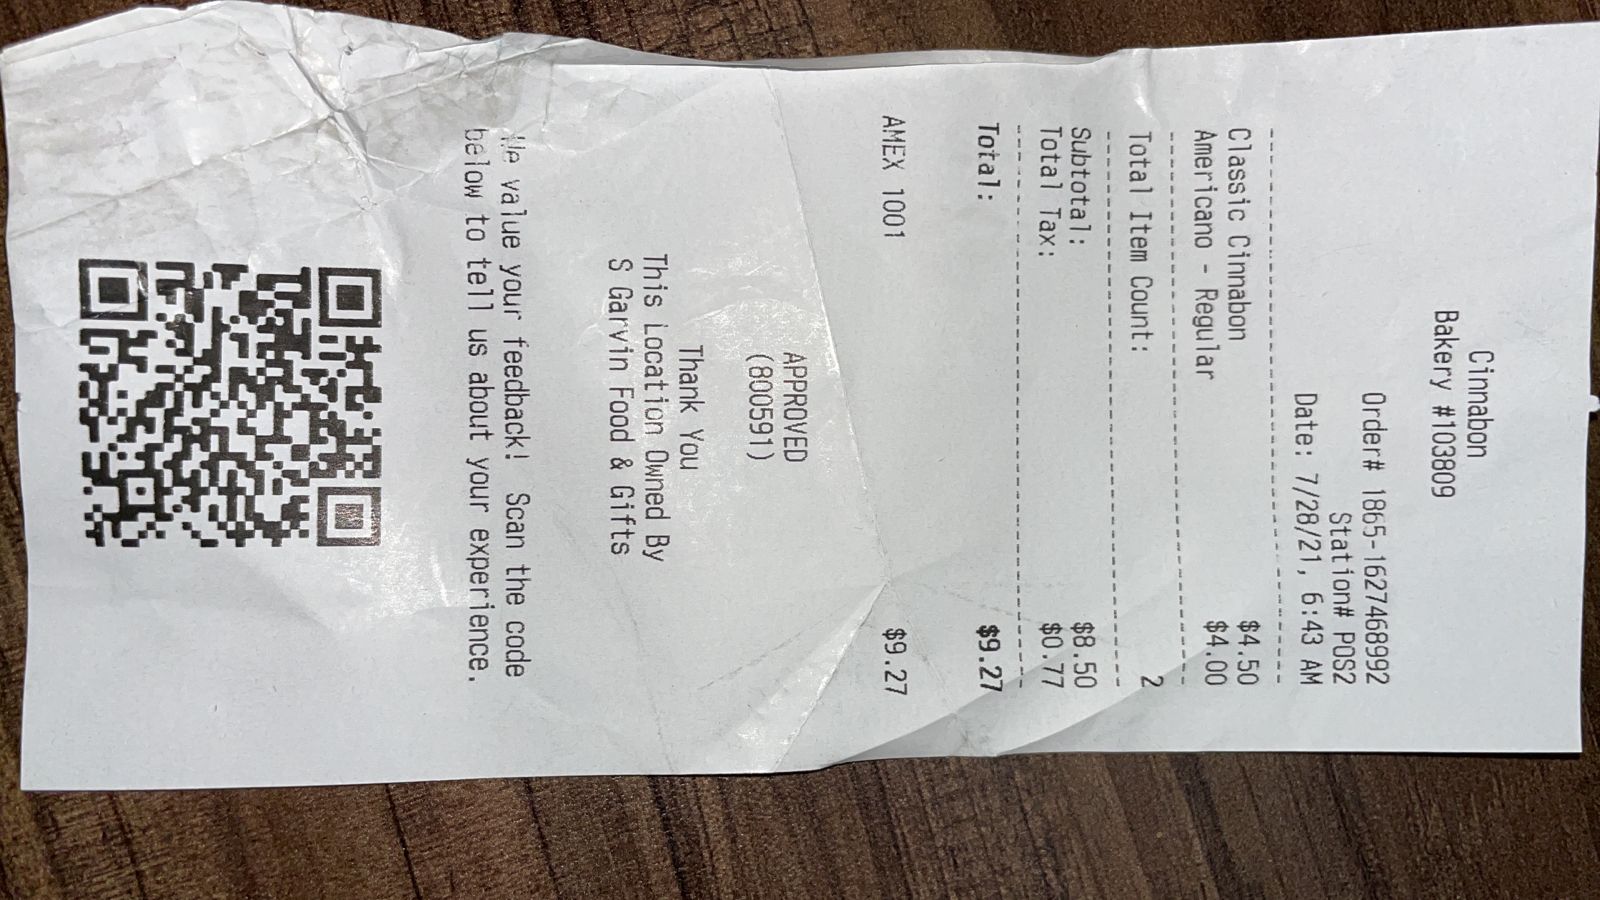 Cinnabon
Bakery #103809
Order# 1865-1627468992
Station# POS2
Date: 7/28/21, 6:43 AM
Classic Cinnabon $4.50
Americano - Regular $4.00
Total Item Count: 2
Subtotal: $8.50
Total Tax: $0.77
Total: $9.27
AMEX 1001 $9.27
APPROVED
(800591)
Thank You
This Location Owned By
S Garvin Food & Gifts
We value your feedback! Scan the code
below to tell us about your experience.